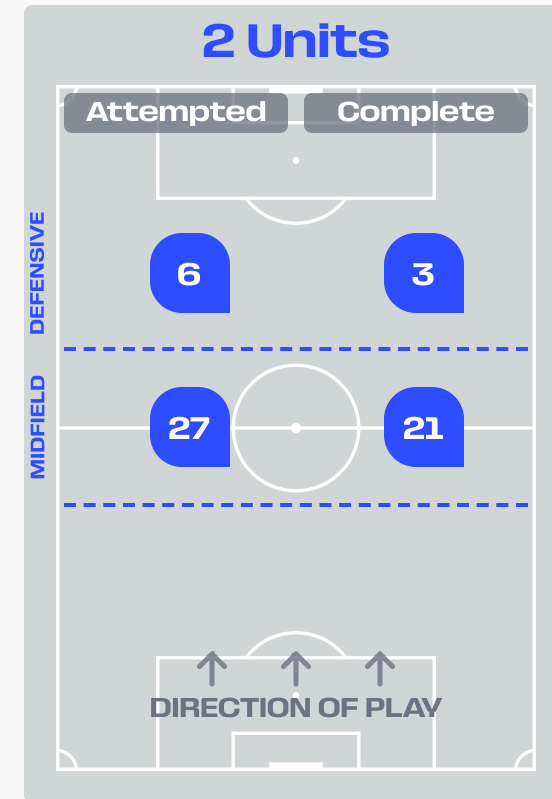 2 Units
Attempted Complete
DEFENSIVE
6 3
MIDFIELD
27 21
DIRECTION OF PLAY